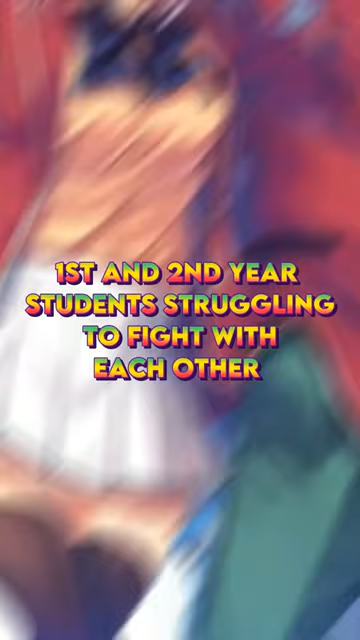 1ST AND 2ND YEAR
STUDENTS STRUGGLING
TO FIGHT WITH
EACH OTHER